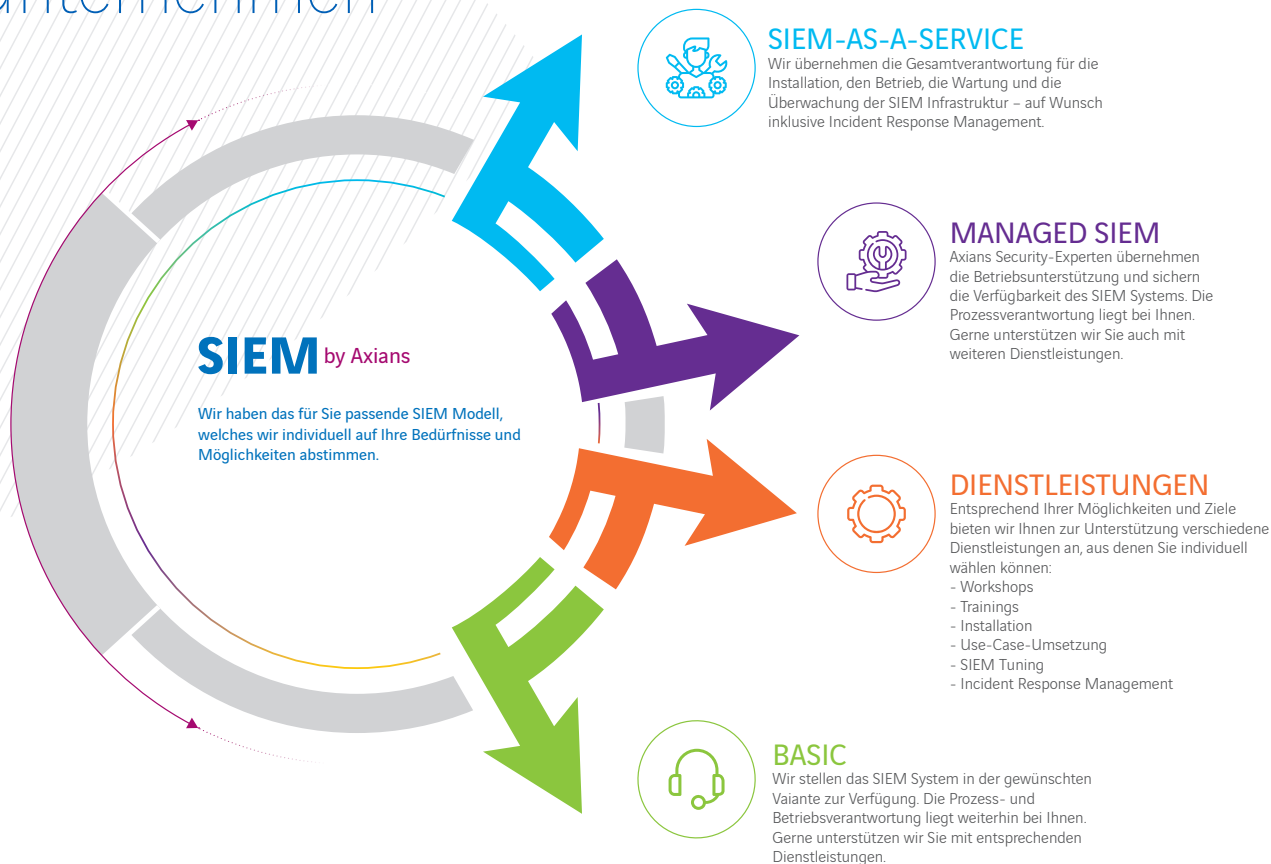 SIEM-AS-A-SERVICE
Wir übernehmen die Gesamtverantwortung für die
Installation, den Betrieb, die Wartung und die
Überwachung der SIEM Infrastruktur – auf Wunsch
inklusive Incident Response Management.
MANAGED SIEM
Axians Security-Experten übernehmen
die Betriebsunterstützung und sichern
die Verfügbarkeit des SIEM Systems. Die
Prozessverantwortung liegt bei Ihnen.
Gerne unterstützen wir Sie auch mit
weiteren Dienstleistungen.
SIEM by Axians
Wir haben das für Sie passende SIEM Modell,
welches wir individuell auf Ihre Bedürfnisse und
Möglichkeiten abstimmen.
DIENSTLEISTUNGEN
Entsprechend Ihrer Möglichkeiten und Ziele
bieten wir Ihnen zur Unterstützung verschiedene
Dienstleistungen an, aus denen Sie individuell
wählen können:
- Workshops
- Trainings
- Installation
- Use-Case-Umsetzung
- SIEM Tuning
- Incident Response Management
BASIC
Wir stellen das SIEM System in der gewünschten
Vaiante zur Verfügung. Die Prozess- und
Betriebsverantwortung liegt weiterhin bei Ihnen.
Gerne unterstützen wir Sie mit entsprechenden
Dienstleistungen.